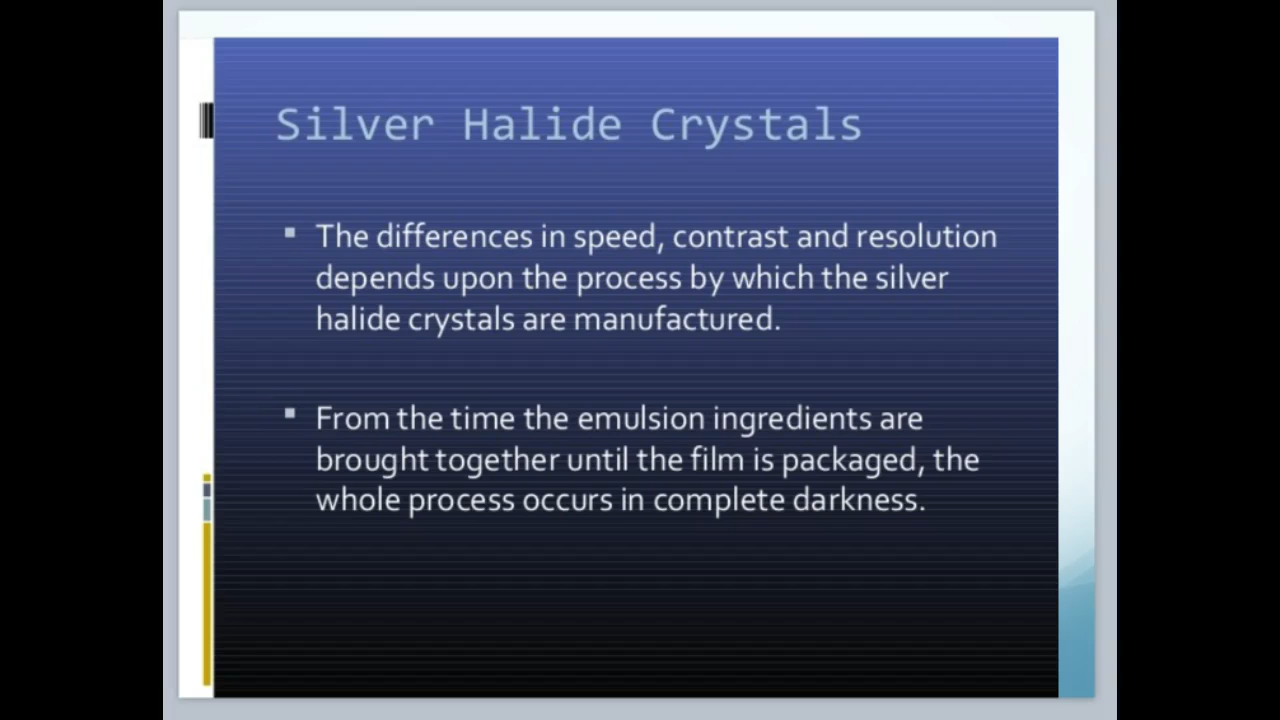 Silver Halide Crystals
The differences in speed, contrast and resolution
depends upon the process by which the silver
halide crystals are manufactured.
From the time the emulsion ingredients are
brought together until the film is packaged, the
whole process occurs in complete darkness.